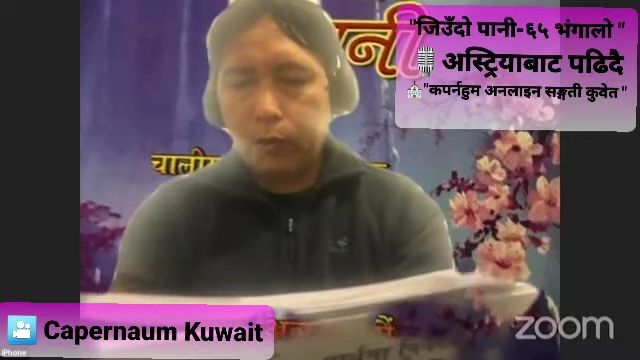 "जिउँदो पानी-६५ भंगालो "
अस्ट्रियाबाट पढिदै
"कपर्नहुम अनलाइन सङ्गती कुवेत "
नी
Capernaum Kuwait
zoom
iPhone